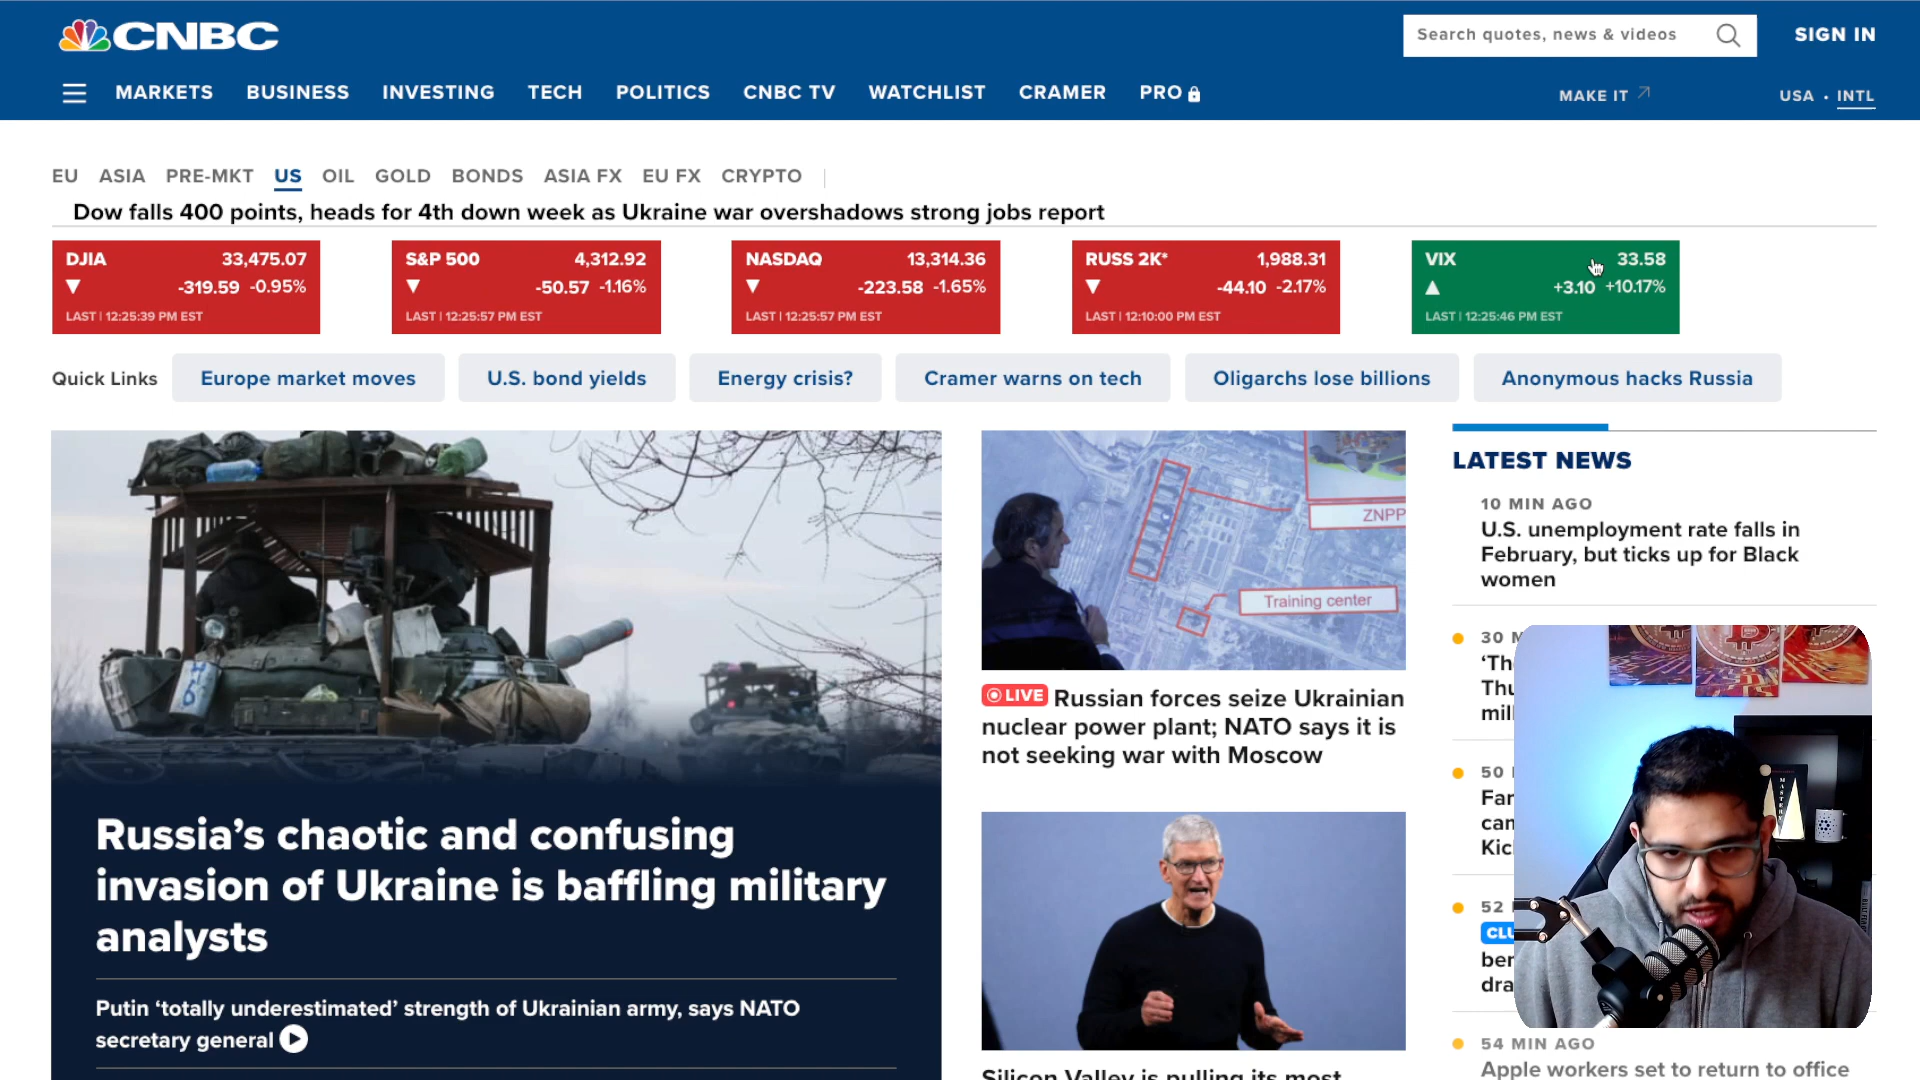 CNBC
Search quotes, news & videos
SIGN IN
MARKETS BUSINESS INVESTING TECH POLITICS CNBC TV WATCHLIST CRAMER PRO
MAKE IT
USA • INTL
EU ASIA PRE-MKT US OIL GOLD BONDS ASIA FX EU FX CRYPTO
Dow falls 400 points, heads for 4th down week as Ukraine war overshadows strong jobs report
DJIA 33,475.07
-319.59 -0.95%
LAST | 12:25:39 PM EST
S&P 500 4,312.92
-50.57 -1.16%
LAST | 12:25:57 PM EST
NASDAQ 13,314.36
-223.58 -1.65%
LAST | 12:25:57 PM EST
RUSS 2K* 1,988.31
-44.10 -2.17%
LAST | 12:10:00 PM EST
VIX 33.58
+3.10 +10.17%
LAST | 12:25:46 PM EST
Quick Links
Europe market moves
U.S. bond yields
Energy crisis?
Cramer warns on tech
Oligarchs lose billions
Anonymous hacks Russia
Russia’s chaotic and confusing
invasion of Ukraine is baffling military
analysts
Putin ‘totally underestimated’ strength of Ukrainian army, says NATO
secretary general
ZNPP
Training center
LIVE Russian forces seize Ukrainian
nuclear power plant; NATO says it is
not seeking war with Moscow
Silicon Valley is pulling its most
LATEST NEWS
10 MIN AGO
U.S. unemployment rate falls in
February, but ticks up for Black
women
30
50
52
54 MIN AGO
Apple workers set to return to office
MASTERY